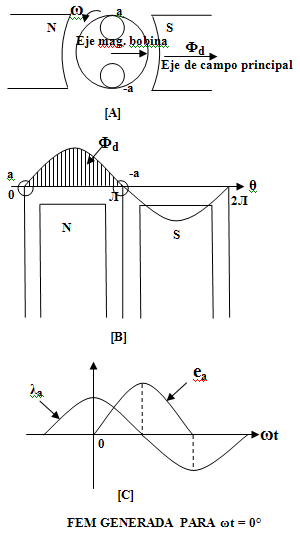 ω a
N S
Eje mag. bobina Φd
Eje de campo principal
-a
[A]
Φd
a -a θ
0 Л 2Л
N S
[B]
λa ea
0 ωt
[C]
FEM GENERADA PARA ωt = 0°